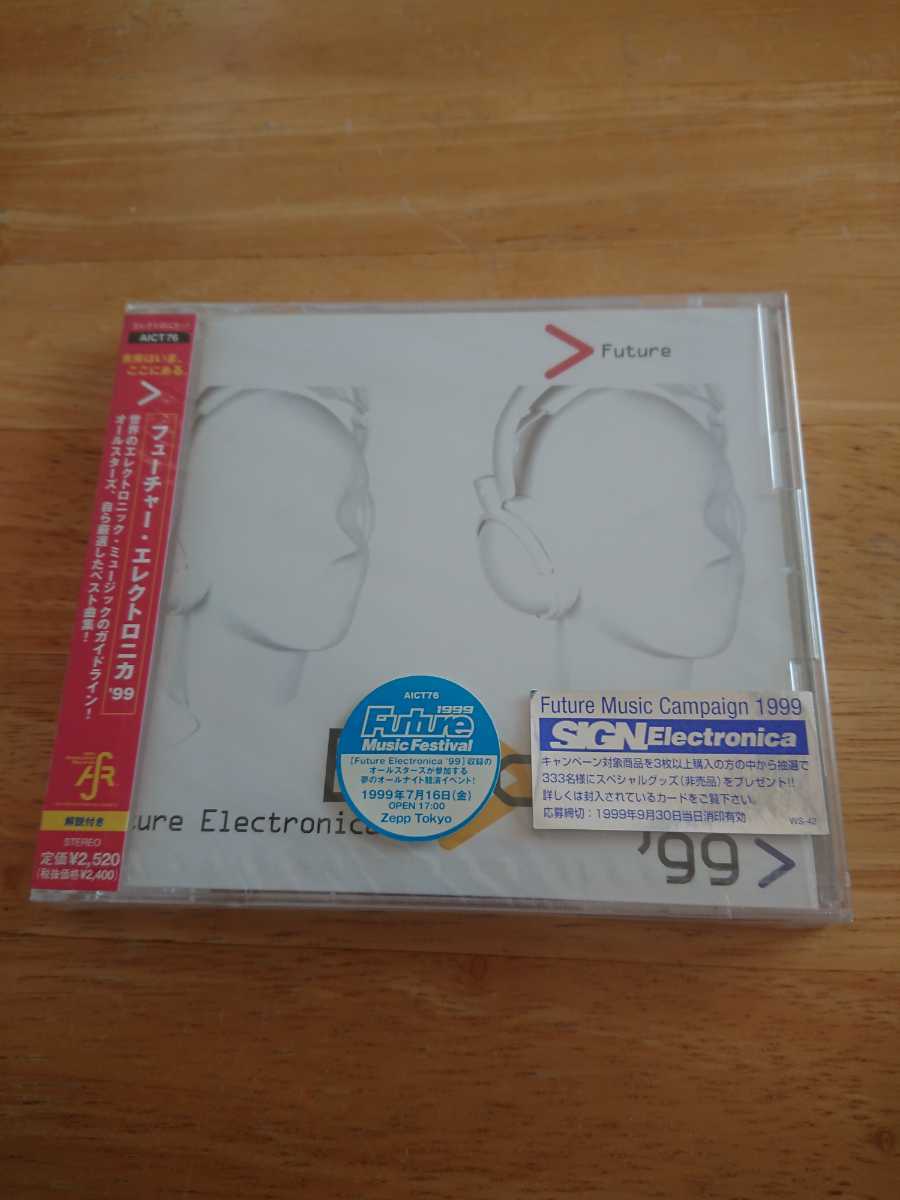 AICT76
未来はいま、
ここにある。
フューチャー・エレクトロニカ '99
世界のエレクトロニック・ミュージックのガイドライン!
オールスターズ、自ら厳選したベスト曲集!
解説付き
STEREO
定価¥2,520
(税抜価格¥2,400)
Future
ture Electronica
'99
AICT76
1999
Future
Music Festival
[Future Electronica '99]収録の
オールスターズが参加する
夢のオールナイト競演イベント!
1999年7月16日(金)
OPEN 17:00
Zepp Tokyo
Future Music Campaign 1999
SIGN Electronica
キャンペーン対象商品を3枚以上購入の方の中から抽選で
333名様にスペシャルグッズ(非売品)をプレゼント!!
詳しくは封入されているカードをご覧下さい。
応募締切:1999年9月30日当日消印有効
WS-42